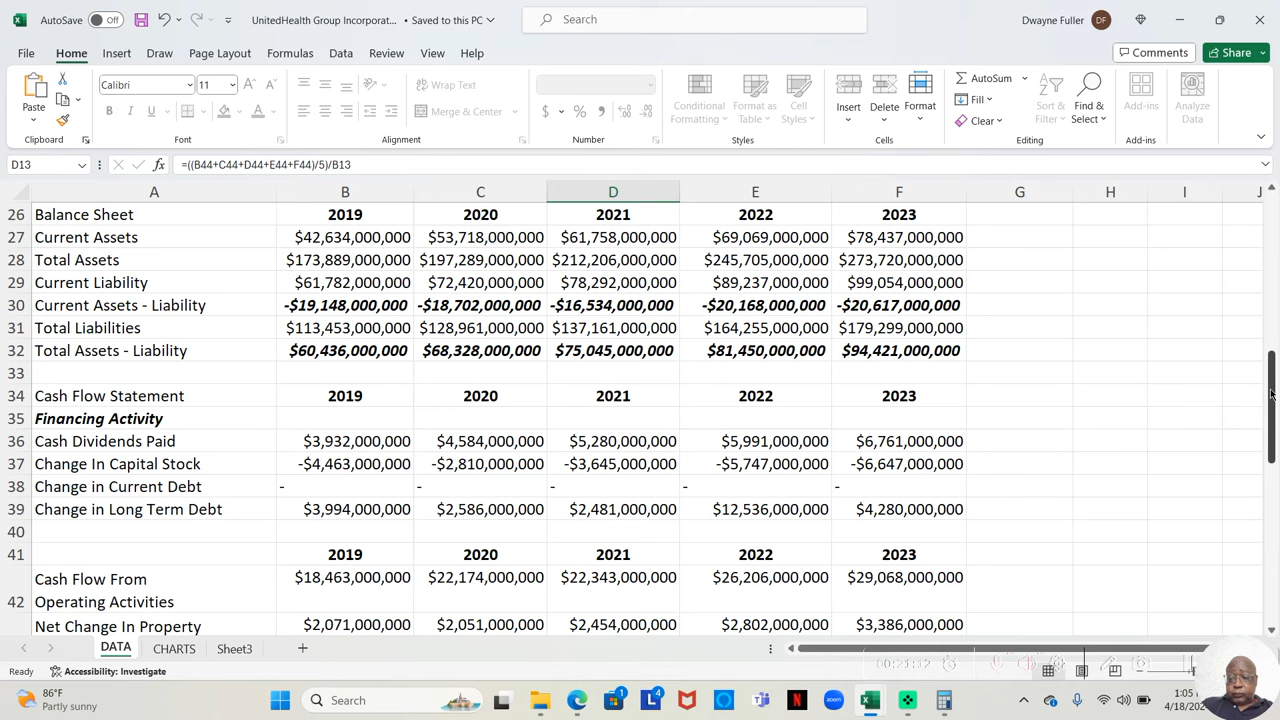 AutoSave Off UnitedHealth Group Incorporat... • Saved to this PC Search Dwayne Fuller DF
File Home Insert Draw Page Layout Formulas Data Review View Help Comments Share
Paste Calibri 11 A A Wrap Text Conditional Formatting Format as Table Cell Styles Insert Delete Format AutoSum Fill Clear Sort & Filter Find & Select Add-ins Analyze Data
B I U A Merge & Center $ %
Clipboard Font Alignment Number Styles Cells Editing Add-ins
D13 fx =((B44+C44+D44+E44+F44)/5)/B13
A B C D E F G H I J
26 Balance Sheet 2019 2020 2021 2022 2023
27 Current Assets $42,634,000,000 $53,718,000,000 $61,758,000,000 $69,069,000,000 $78,437,000,000
28 Total Assets $173,889,000,000 $197,289,000,000 $212,206,000,000 $245,705,000,000 $273,720,000,000
29 Current Liability $61,782,000,000 $72,420,000,000 $78,292,000,000 $89,237,000,000 $99,054,000,000
30 Current Assets - Liability -$19,148,000,000 -$18,702,000,000 -$16,534,000,000 -$20,168,000,000 -$20,617,000,000
31 Total Liabilities $113,453,000,000 $128,961,000,000 $137,161,000,000 $164,255,000,000 $179,299,000,000
32 Total Assets - Liability $60,436,000,000 $68,328,000,000 $75,045,000,000 $81,450,000,000 $94,421,000,000
33
34 Cash Flow Statement 2019 2020 2021 2022 2023
35 Financing Activity
36 Cash Dividends Paid $3,932,000,000 $4,584,000,000 $5,280,000,000 $5,991,000,000 $6,761,000,000
37 Change In Capital Stock -$4,463,000,000 -$2,810,000,000 -$3,645,000,000 -$5,747,000,000 -$6,647,000,000
38 Change in Current Debt - - - - -
39 Change in Long Term Debt $3,994,000,000 $2,586,000,000 $2,481,000,000 $12,536,000,000 $4,280,000,000
40
41 2019 2020 2021 2022 2023
Cash Flow From $18,463,000,000 $22,174,000,000 $22,343,000,000 $26,206,000,000 $29,068,000,000
42 Operating Activities
Net Change In Property $2,071,000,000 $2,051,000,000 $2,454,000,000 $2,802,000,000 $3,386,000,000
DATA CHARTS Sheet3
Ready Accessibility: Investigate
86°F Search 1:05
Partly sunny 4/18/